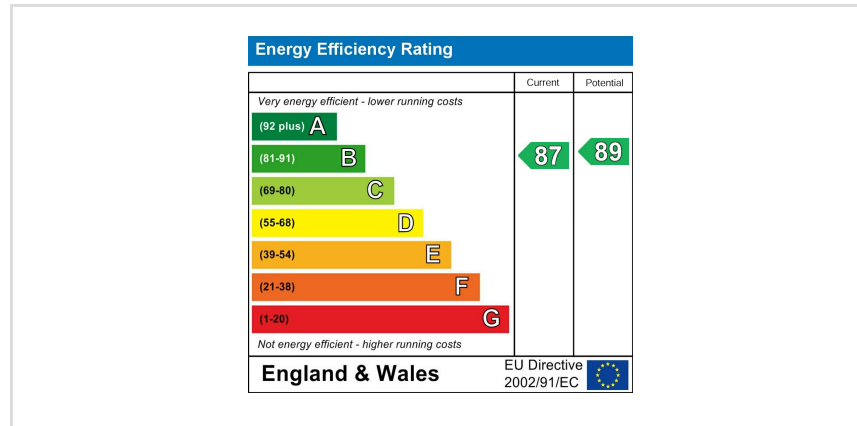 Energy Efficiency Rating
Current Potential
Very energy efficient - lower running costs
(92 plus) A
(81-91) B
87 89
(69-80) C
(55-68) D
(39-54) E
(21-38) F
(1-20) G
Not energy efficient - higher running costs
England & Wales
EU Directive
2002/91/EC